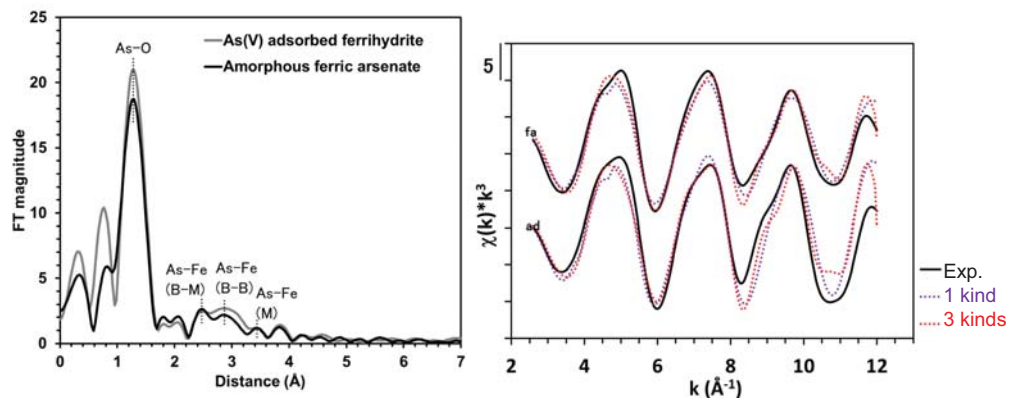 25
20
15
10
5
0
FT magnitude
As–O
As(V) adsorbed ferrihydrite
Amorphous ferric arsenate
As–Fe
(B–M)
As–Fe
(B–B)
As–Fe
(M)
0 1 2 3 4 5 6 7
Distance (Å)
5
χ(k)*k³
fa
ad
Exp.
1 kind
3 kinds
2 4 6 8 10 12
k (Å⁻¹)